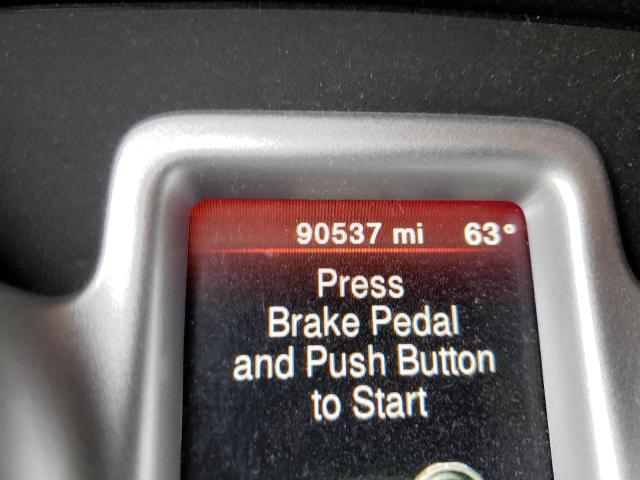 90537 mi 63°
Press
Brake Pedal
and Push Button
to Start